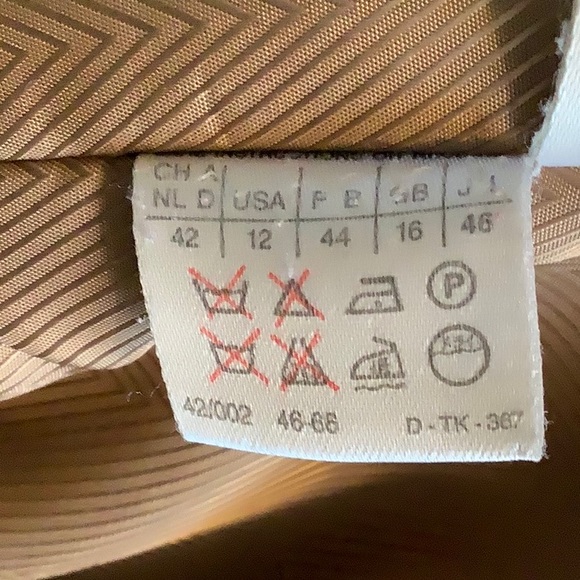 CH A
NL D USA F B GB J I
42 12 44 16 46
P
42/002 46-66 D-TK-367